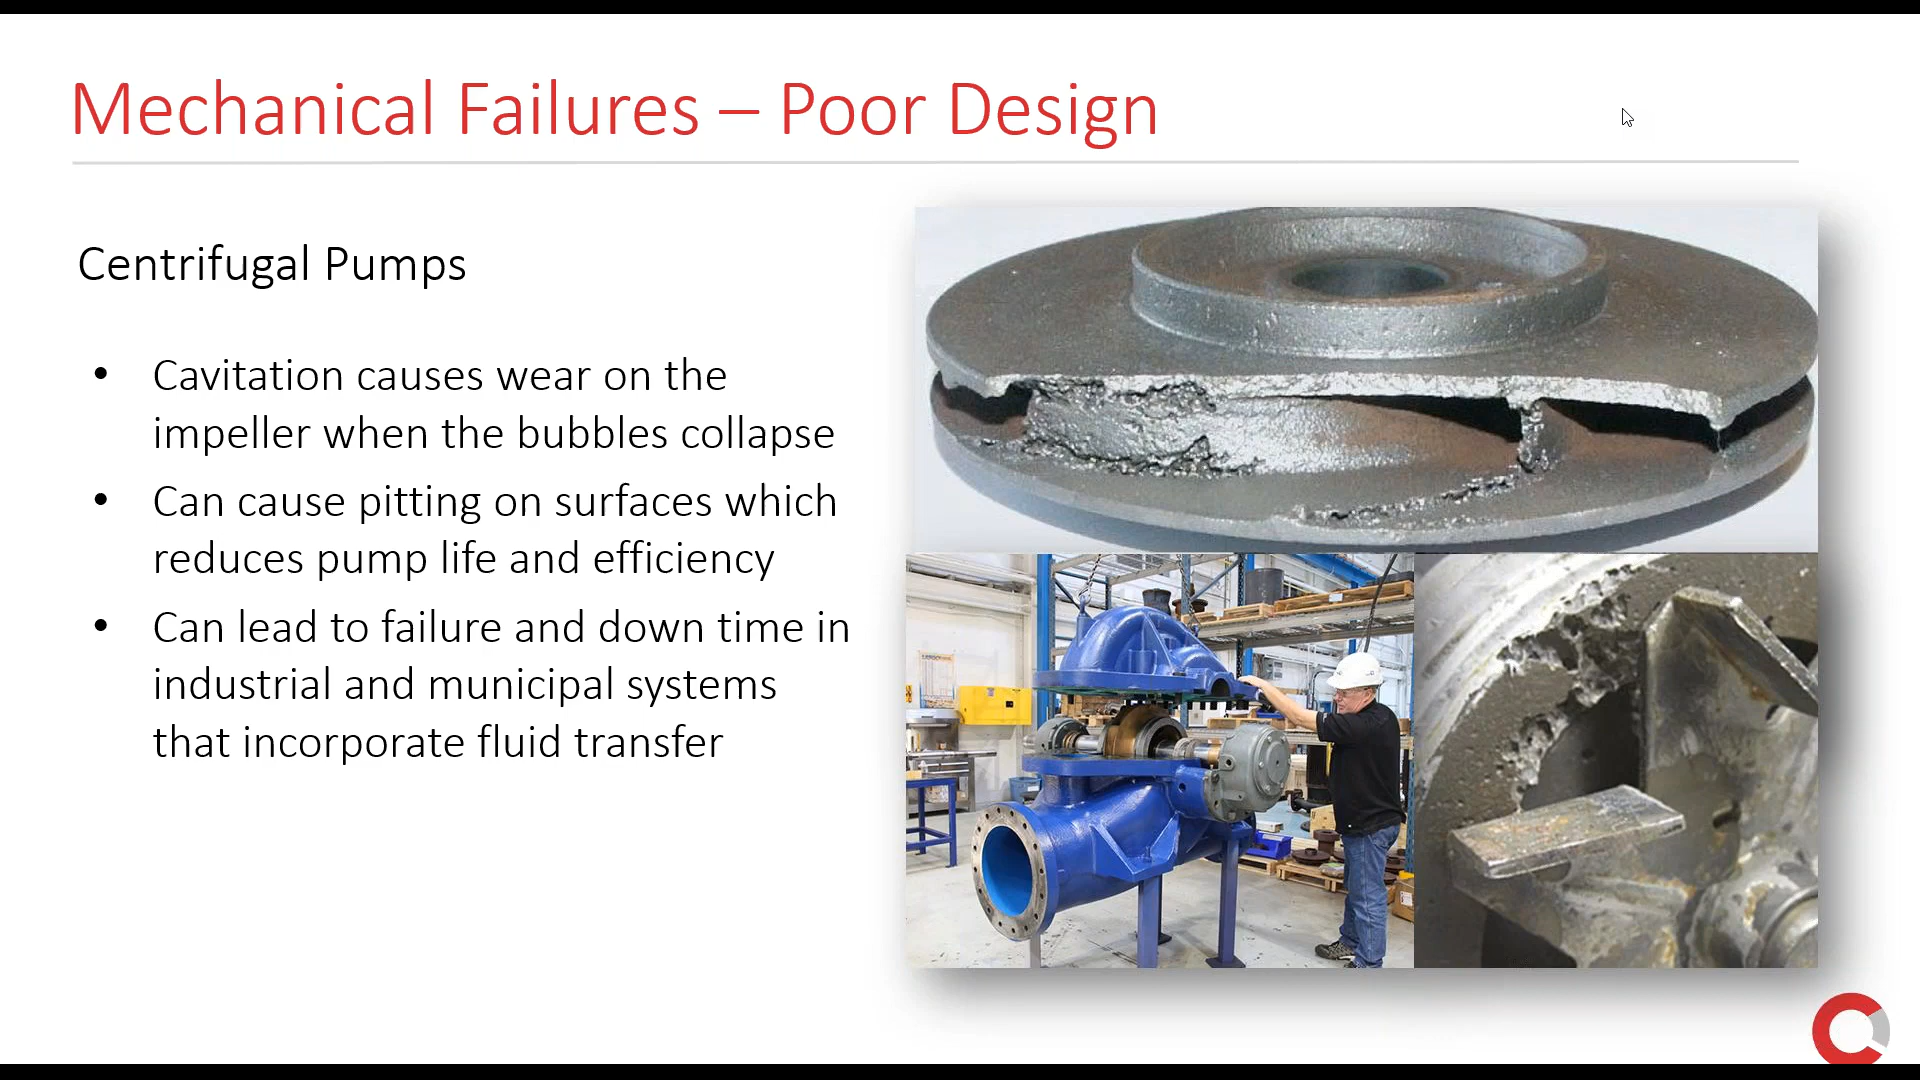 Mechanical Failures – Poor Design
Centrifugal Pumps
• Cavitation causes wear on the
impeller when the bubbles collapse
• Can cause pitting on surfaces which
reduces pump life and efficiency
• Can lead to failure and down time in
industrial and municipal systems
that incorporate fluid transfer